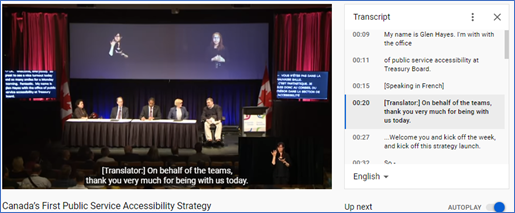 Transcript
00:09
My name is Glen Hayes. I'm with with
the office
00:11
of public service accessibility at
Treasury Board.
00:15
[Speaking in French]
00:20
[Translator:] On behalf of the teams,
thank you very much for being with
us today.
00:27
...Welcome you and kick off the week,
and kick off this strategy launch.
00:32
So -
English
[Translator:] On behalf of the teams,
thank you very much for being with us today.
Canada's First Public Service Accessibility Strategy
Up next
AUTOPLAY